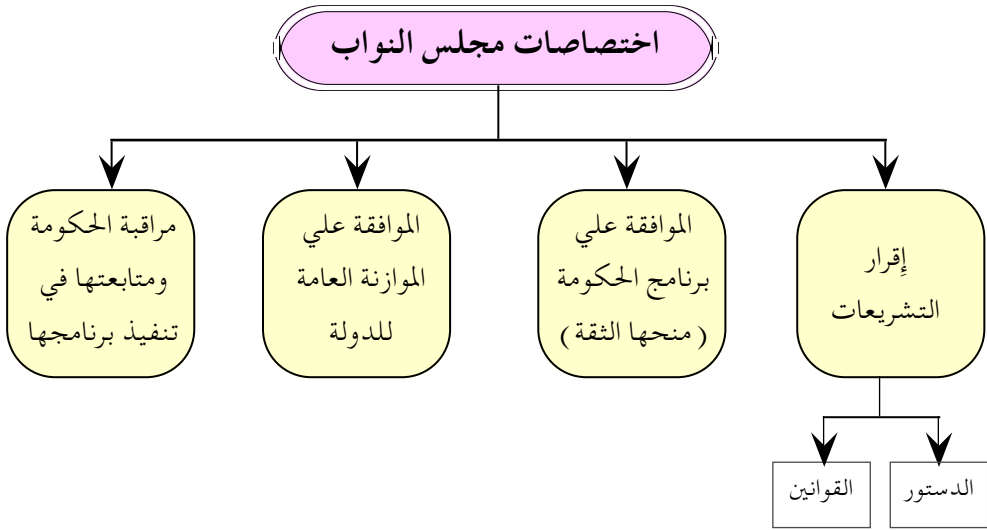 اختصاصات مجلس النواب
إِقرار
التشريعات
الموافقة علي
برنامج الحكومة
(منحها الثقة)
الموافقة علي
الموازنة العامة
للدولة
مراقبة الحكومة
ومتابعتها في
تنفيذ برنامجها
الدستور
القوانين